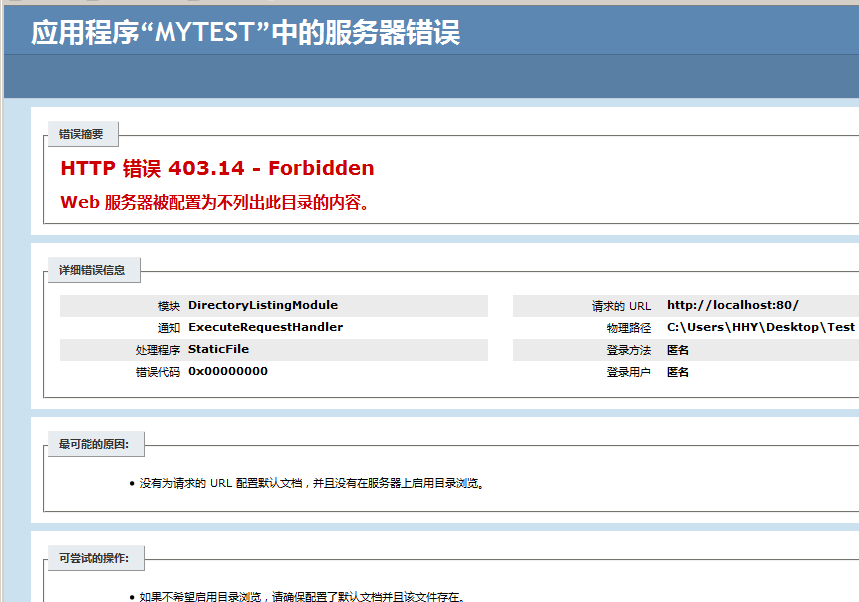 应用程序“MYTEST”中的服务器错误
错误摘要
HTTP 错误 403.14 - Forbidden
Web 服务器被配置为不列出此目录的内容。
详细错误信息
模块 DirectoryListingModule
通知 ExecuteRequestHandler
处理程序 StaticFile
错误代码 0x00000000
请求的 URL http://localhost:80/
物理路径 C:\Users\HHY\Desktop\Test
登录方法 匿名
登录用户 匿名
最可能的原因:
• 没有为请求的 URL 配置默认文档，并且没有在服务器上启用目录浏览。
可尝试的操作:
• 如果不希望启用目录浏览，请确保配置了默认文档并且该文件存在。